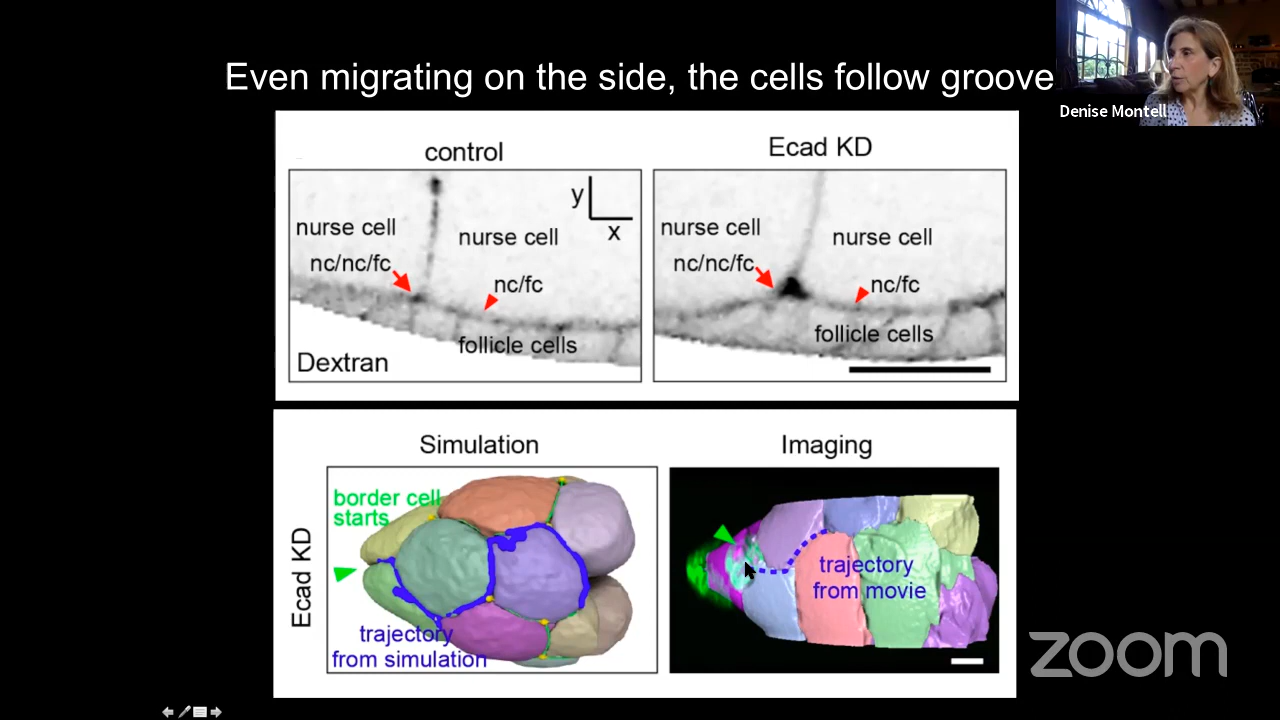 Even migrating on the side, the cells follow groove
Denise Montell
control
Ecad KD
y
x
nurse cell
nurse cell
nc/nc/fc
nc/fc
follicle cells
Dextran
nurse cell
nurse cell
nc/nc/fc
nc/fc
follicle cells
Simulation
Imaging
Ecad KD
border cell
starts
trajectory
from simulation
trajectory
from movie
zoom